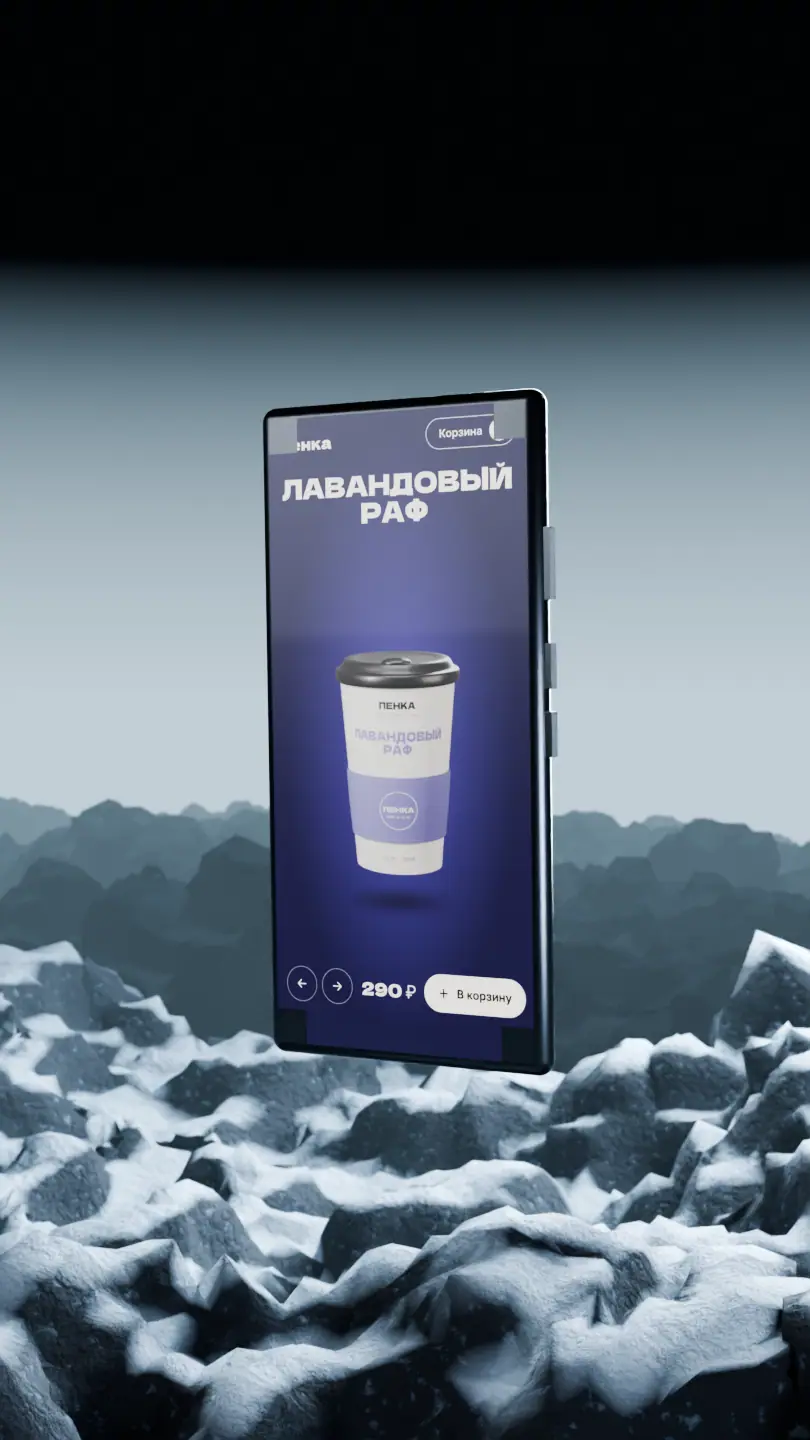 енка
Корзина
ЛАВАНДОВЫЙ
РАФ
ПЕНКА
ЛАВАНДОВЫЙ
РАФ
ПЕНКА
290 ₽
+ В корзину